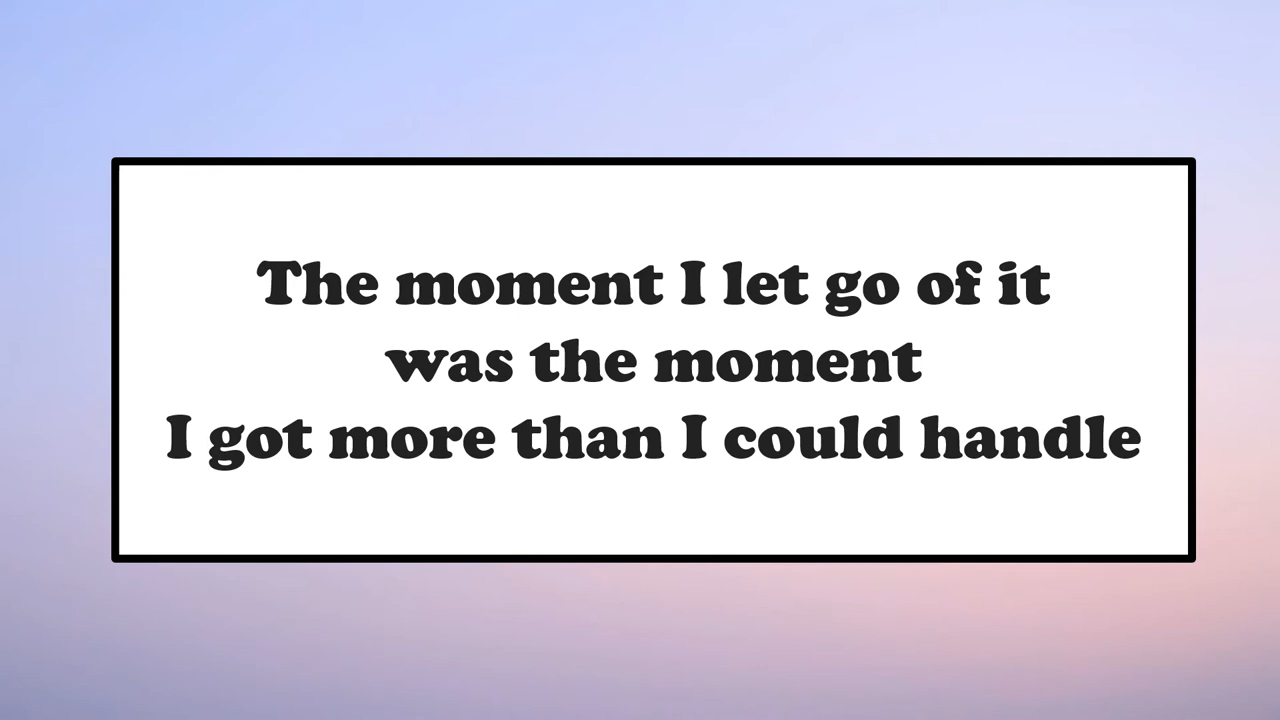 The moment I let go of it
was the moment
I got more than I could handle